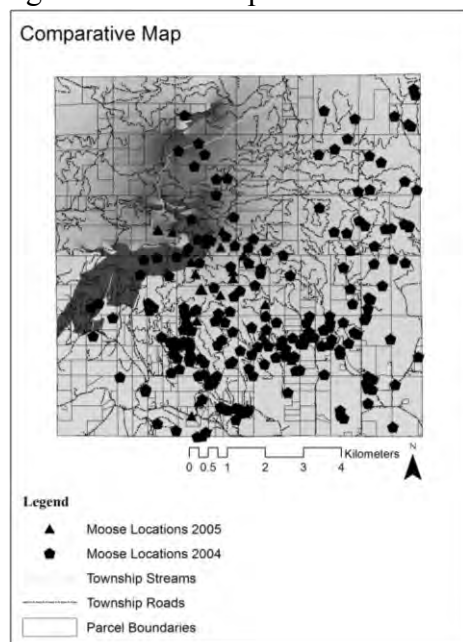 Comparative Map
N
Kilometers
0 0.5 1 2 3 4
Legend
Moose Locations 2005
Moose Locations 2004
Township Streams
Township Roads
Parcel Boundaries